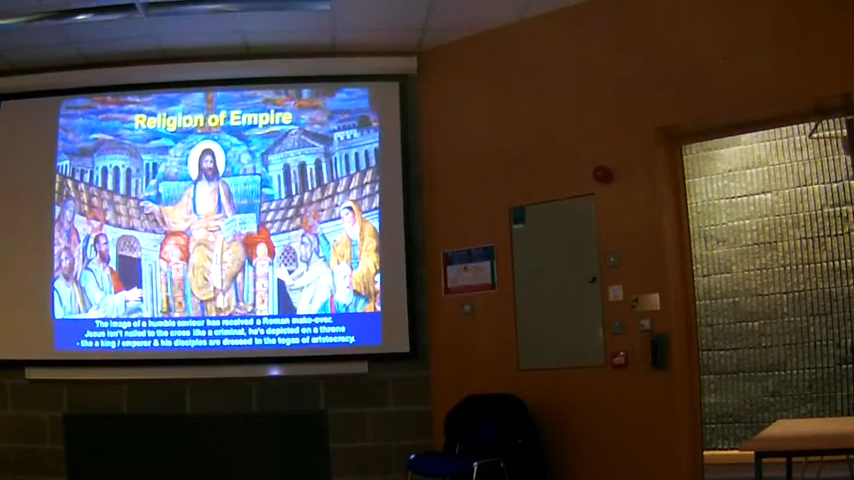 Religion of Empire
The image of a humble saviour has received a Roman make-over.
Jesus isn't nailed to the cross like a criminal, he's depicted on a throne
- like a king / emperor & his disciples are dressed in the togas of aristocracy.